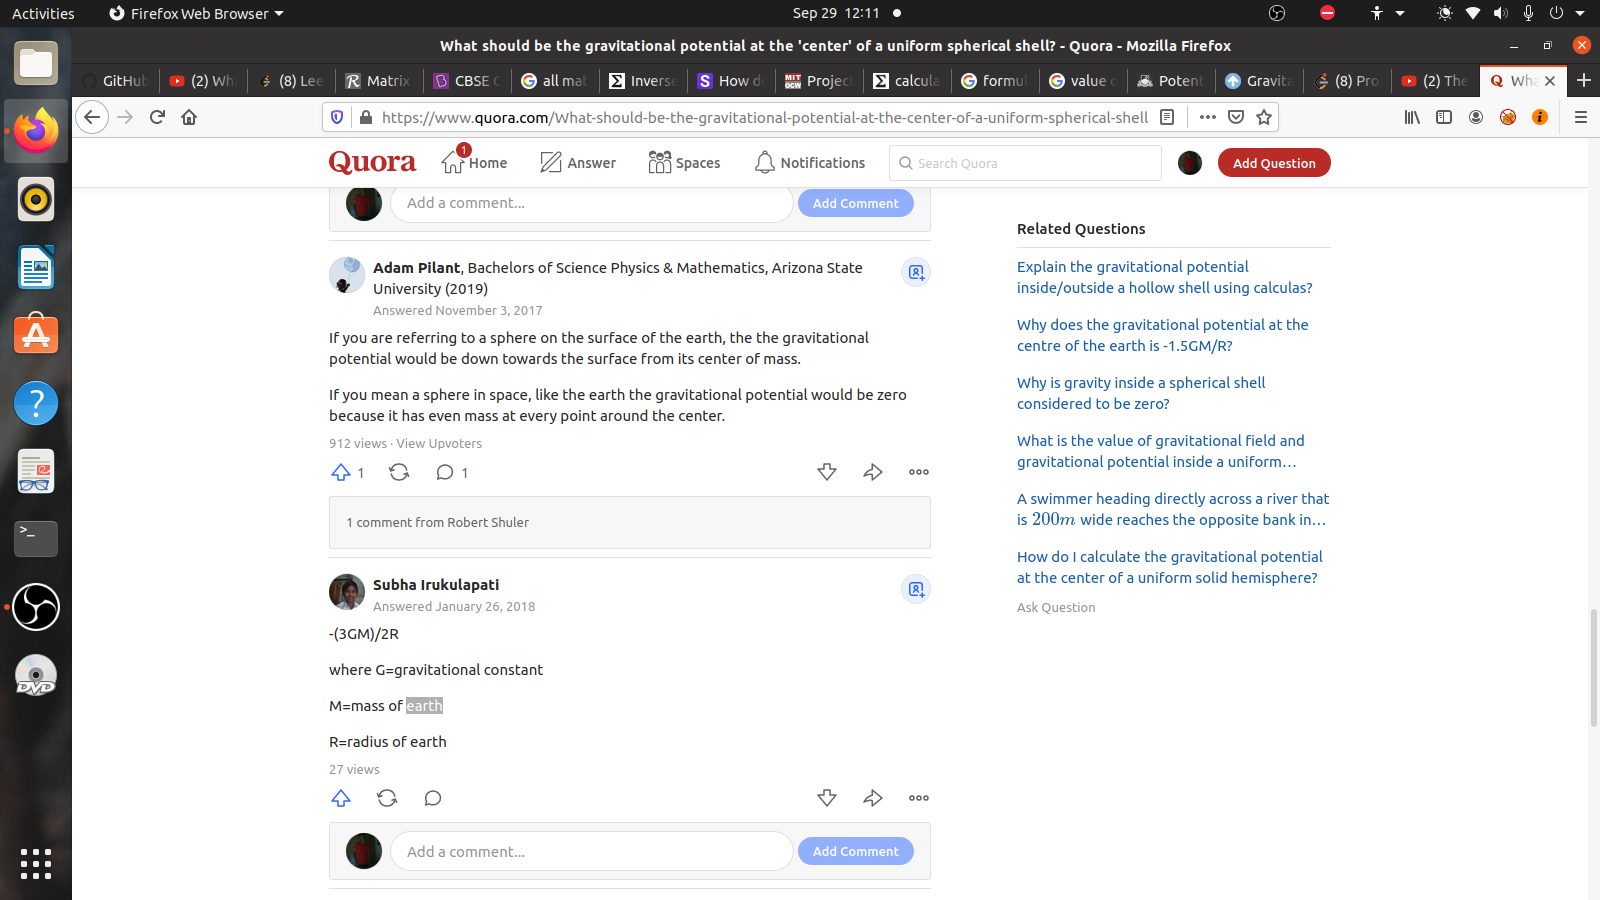 Activities
Firefox Web Browser
Sep 29 12:11
What should be the gravitational potential at the 'center' of a uniform spherical shell? - Quora - Mozilla Firefox
GitHub
(2) Wh
(8) Lee
Matrix
CBSE C
all mat
Inverse
How do
Project
calcula
formul
value o
Potent
Gravita
(8) Pro
(2) The
Wha
https://www.quora.com/What-should-be-the-gravitational-potential-at-the-center-of-a-uniform-spherical-shell
Quora
1
Home
Answer
Spaces
Notifications
Search Quora
Add Question
Add a comment...
Add Comment
Adam Pilant, Bachelors of Science Physics & Mathematics, Arizona State
University (2019)
Answered November 3, 2017
If you are referring to a sphere on the surface of the earth, the the gravitational
potential would be down towards the surface from its center of mass.
If you mean a sphere in space, like the earth the gravitational potential would be zero
because it has even mass at every point around the center.
912 views · View Upvoters
1
1
1 comment from Robert Shuler
Subha Irukulapati
Answered January 26, 2018
-(3GM)/2R
where G=gravitational constant
M=mass of earth
R=radius of earth
27 views
Add a comment...
Add Comment
Related Questions
Explain the gravitational potential
inside/outside a hollow shell using calculas?
Why does the gravitational potential at the
centre of the earth is -1.5GM/R?
Why is gravity inside a spherical shell
considered to be zero?
What is the value of gravitational field and
gravitational potential inside a uniform…
A swimmer heading directly across a river that
is 200m wide reaches the opposite bank in…
How do I calculate the gravitational potential
at the center of a uniform solid hemisphere?
Ask Question
DVD